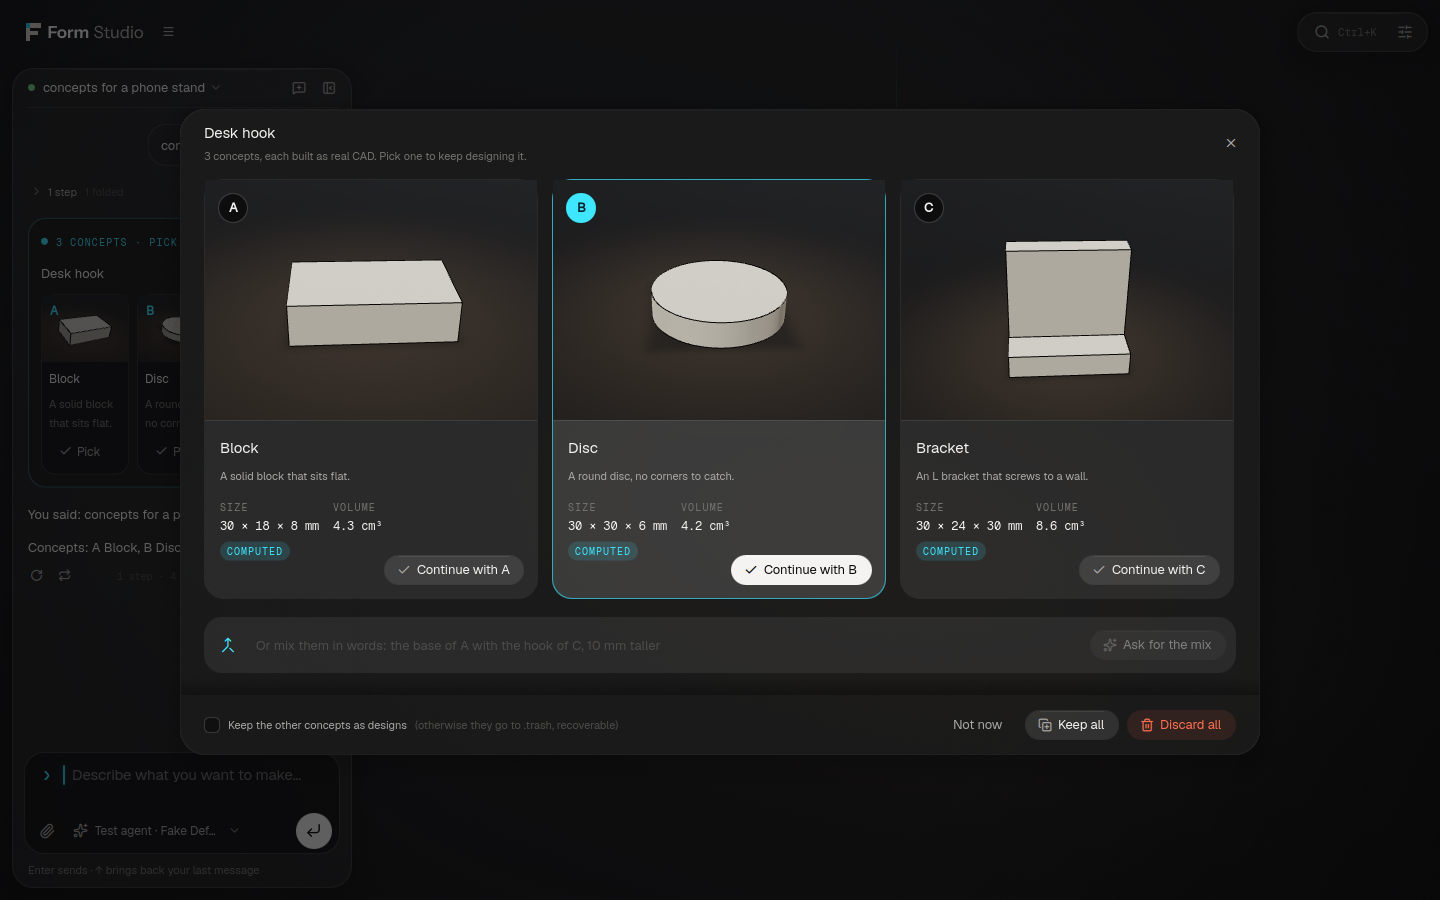 Form Studio
Ctrl+K
concepts for a phone stand
con
1 step 1 folded
3 CONCEPTS · PICK
Desk hook
A
B
Block
Disc
A solid block
that sits flat.
A roun
no corn
Pick
P
You said: concepts for a p
Concepts: A Block, B Disc
1 step · 4
Describe what you want to make...
Test agent · Fake Def...
Enter sends · ↑ brings back your last message
Desk hook
3 concepts, each built as real CAD. Pick one to keep designing it.
A
Block
A solid block that sits flat.
SIZE VOLUME
30 × 18 × 8 mm 4.3 cm³
COMPUTED
Continue with A
B
Disc
A round disc, no corners to catch.
SIZE VOLUME
30 × 30 × 6 mm 4.2 cm³
COMPUTED
Continue with B
C
Bracket
An L bracket that screws to a wall.
SIZE VOLUME
30 × 24 × 30 mm 8.6 cm³
COMPUTED
Continue with C
Or mix them in words: the base of A with the hook of C, 10 mm taller
Ask for the mix
Keep the other concepts as designs (otherwise they go to .trash, recoverable)
Not now
Keep all
Discard all